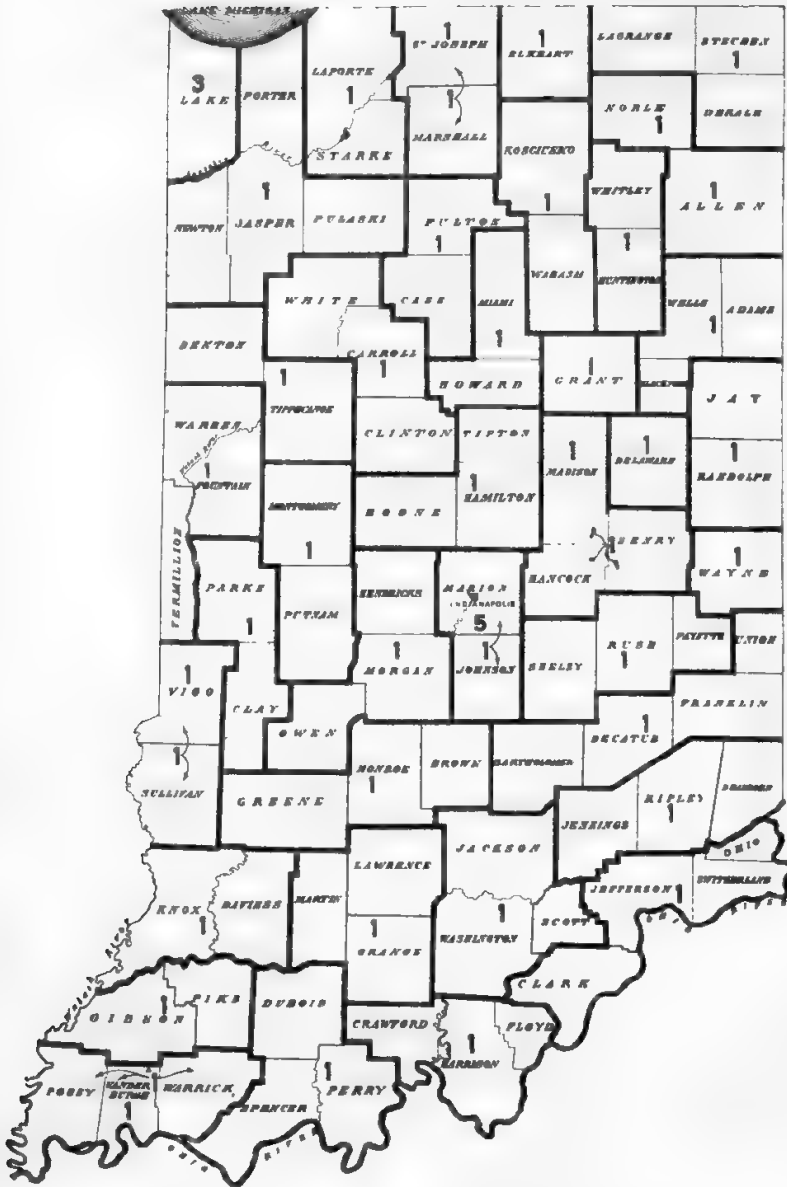 LAKE MICHIGAN
1
ST JOSEPH
1
ELKHART
LAGRANGE
STEUBEN
1
3
LAKE
PORTER
LAPORTE
1
1
MARSHALL
NOBLE
1
DEKALB
STARKE
KOSCIUSKO
1
NEWTON
1
JASPER
PULASKI
FULTON
1
WHITLEY
1
HUNTINGTON
1
ALLEN
WABASH
WHITE
CASS
MIAMI
1
WELLS
1
ADAMS
BENTON
CARROLL
1
HOWARD
1
GRANT
JAY
1
TIPPECANOE
WARREN
1
FOUNTAIN
CLINTON
TIPTON
1
HAMILTON
1
MADISON
1
DELAWARE
1
RANDOLPH
MONTGOMERY
1
BOONE
VERMILLION
PARKE
1
PUTNAM
HENDRICKS
MARION
INDIANAPOLIS
5
HANCOCK
1
HENRY
1
WAYNE
1
VIGO
1
MORGAN
1
JOHNSON
SHELBY
RUSH
1
FAYETTE
UNION
CLAY
OWEN
FRANKLIN
1
SULLIVAN
MONROE
1
BROWN
BARTHOLOMEW
1
DECATUR
GREENE
JENNINGS
RIPLEY
1
DEARBORN
OHIO
LAWRENCE
JACKSON
JEFFERSON
1
SWITZERLAND
OHIO RIVER
KNOX
1
DAVIESS
MARTIN
1
ORANGE
1
WASHINGTON
SCOTT
CLARK
1
GIBSON
PIKE
DUBOIS
CRAWFORD
1
HARRISON
FLOYD
POSEY
VANDER
BURGH
1
1
WARRICK
SPENCER
1
PERRY
OHIO RIVER